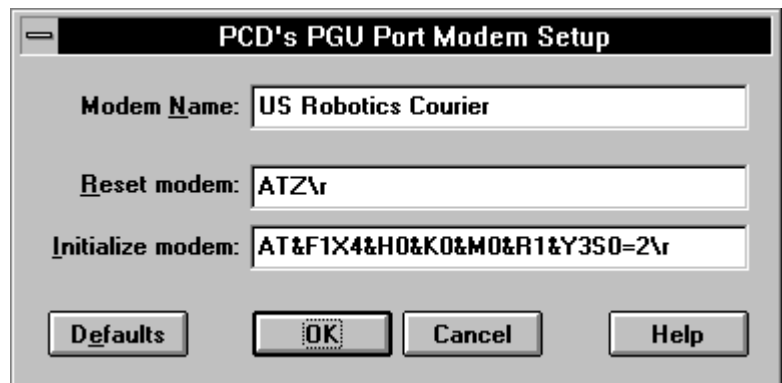 PCD's PGU Port Modem Setup
Modem Name: US Robotics Courier
Reset modem: ATZ\r
Initialize modem: AT&F1X4&H0&K0&M0&R1&Y3S0=2\r
Defaults OK Cancel Help